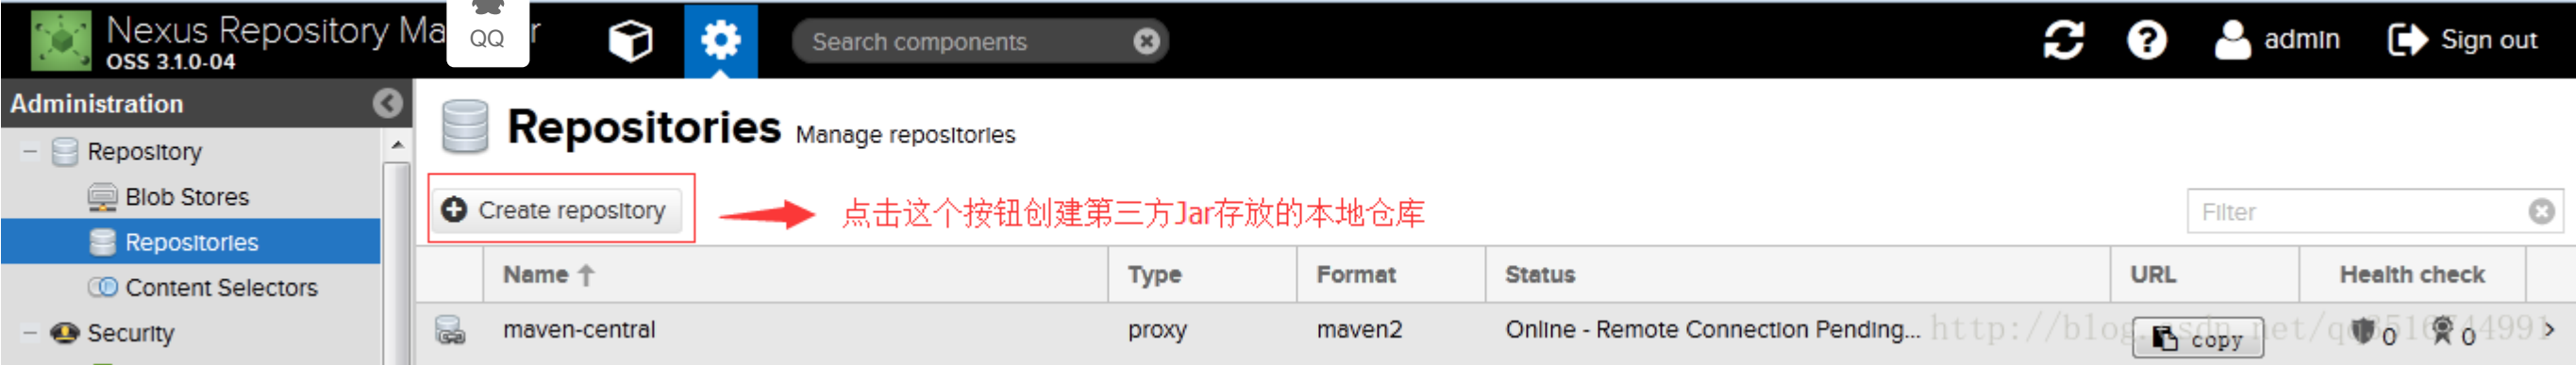 Nexus Repository Ma r
QQ
OSS 3.1.0-04
Search components
admin
Sign out
Administration
Repository
Blob Stores
Repositories
Content Selectors
Security
Repositories Manage repositories
Create repository
点击这个按钮创建第三方Jar存放的本地仓库
Filter
Name Type Format Status URL Health check
maven-central proxy maven2 Online - Remote Connection Pending... copy 0 0